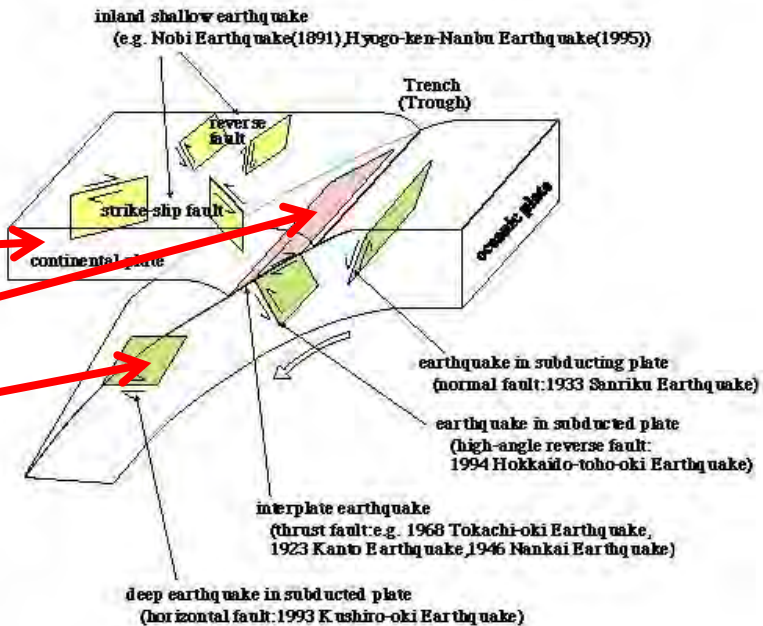 inland shallow earthquake
(e.g. Nobi Earthquake(1891),Hyogo-ken-Nanbu Earthquake(1995))
Trench
(Trough)
reverse
fault
strike-slip fault
continental plate
oceanic plate
earthquake in subducting plate
(normal fault:1933 Sanriku Earthquake)
earthquake in subducted plate
(high-angle reverse fault:
1994 Hokkaido-toho-oki Earthquake)
interplate earthquake
(thrust fault:e.g. 1968 Tokachi-oki Earthquake,
1923 Kanto Earthquake,1946 Nankai Earthquake)
deep earthquake in subducted plate
(horizontal fault:1993 Kushiro-oki Earthquake)